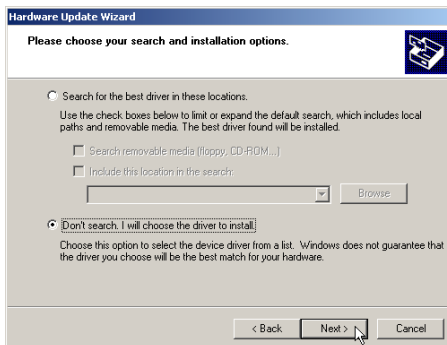 Hardware Update Wizard
Please choose your search and installation options.
Search for the best driver in these locations.
Use the check boxes below to limit or expand the default search, which includes local
paths and removable media. The best driver found will be installed.
Search removable media (floppy, CD-ROM...)
Include this location in the search:
Browse
Don't search. I will choose the driver to install.
Choose this option to select the device driver from a list. Windows does not guarantee that
the driver you choose will be the best match for your hardware.
< Back Next > Cancel